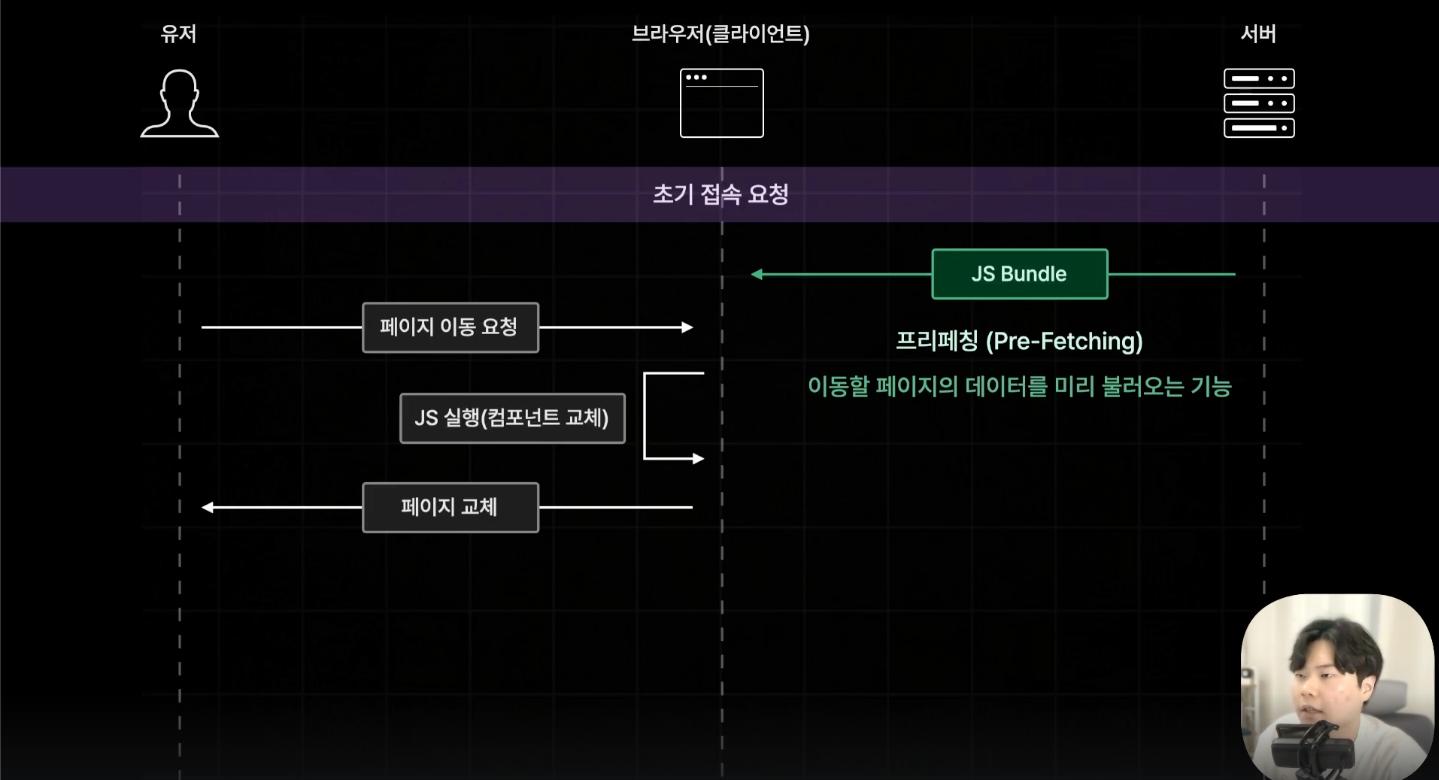 유저
브라우저(클라이언트)
서버
초기 접속 요청
JS Bundle
페이지 이동 요청
프리페칭 (Pre-Fetching)
이동할 페이지의 데이터를 미리 불러오는 기능
JS 실행(컴포넌트 교체)
페이지 교체